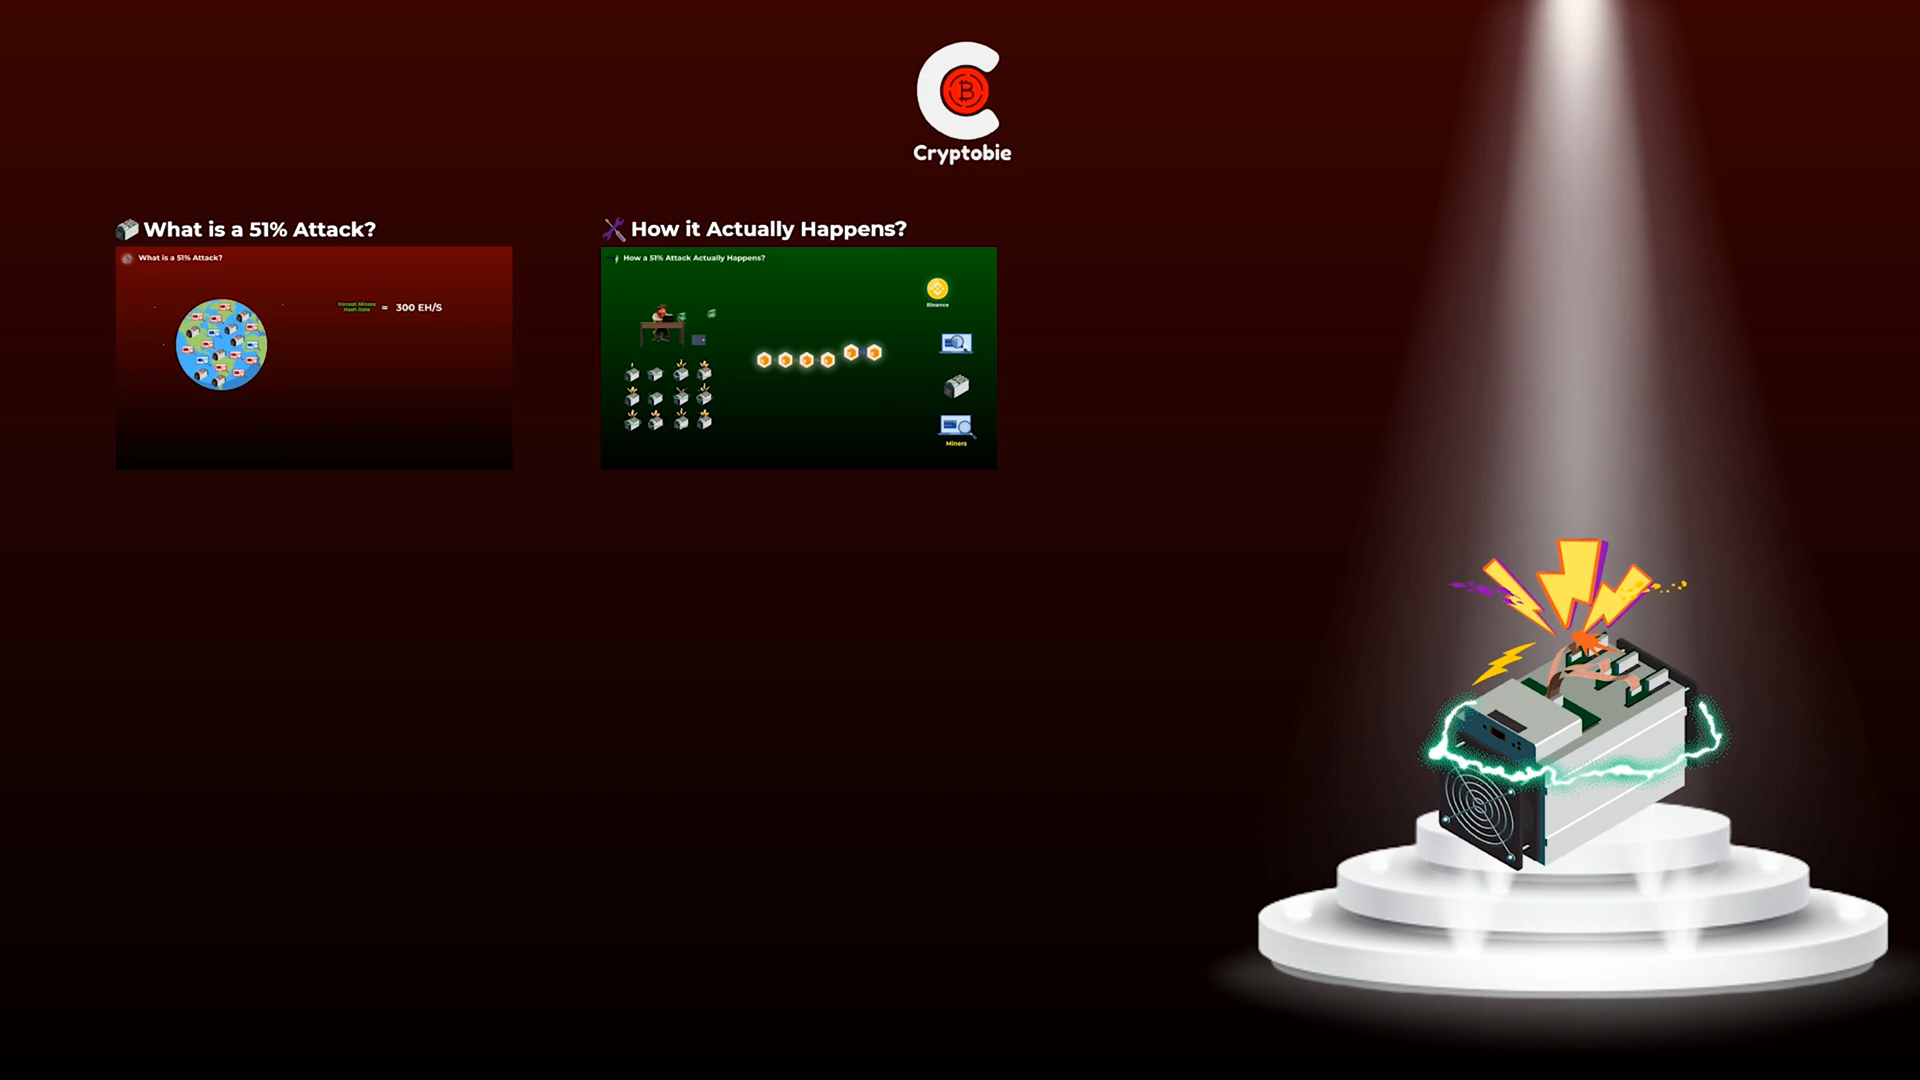 Cryptobie
What is a 51% Attack?
How it Actually Happens?
What is a 51% Attack?
Honest Miners
Hash Rate
= 300 EH/S
How a 51% Attack Actually Happens?
Binance
Miners